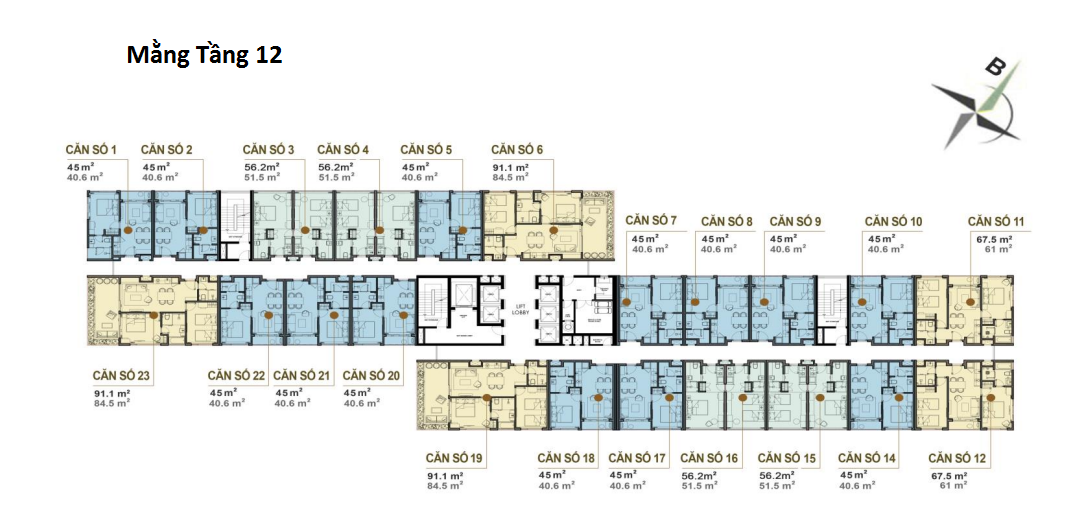 Mằng Tầng 12
B
CĂN SỐ 1
45 m²
40.6 m²
CĂN SỐ 2
45 m²
40.6 m²
CĂN SỐ 3
56.2m²
51.5 m²
CĂN SỐ 4
56.2m²
51.5 m²
CĂN SỐ 5
45 m²
40.6 m²
CĂN SỐ 6
91.1 m²
84.5 m²
CĂN SỐ 7
45 m²
40.6 m²
CĂN SỐ 8
45 m²
40.6 m²
CĂN SỐ 9
45 m²
40.6 m²
CĂN SỐ 10
45 m²
40.6 m²
CĂN SỐ 11
67.5 m²
61 m²
LIFT
LOBBY
CĂN SỐ 23
91.1 m²
84.5 m²
CĂN SỐ 22
45 m²
40.6 m²
CĂN SỐ 21
45 m²
40.6 m²
CĂN SỐ 20
45 m²
40.6 m²
CĂN SỐ 19
91.1 m²
84.5 m²
CĂN SỐ 18
45 m²
40.6 m²
CĂN SỐ 17
45 m²
40.6 m²
CĂN SỐ 16
56.2m²
51.5 m²
CĂN SỐ 15
56.2m²
51.5 m²
CĂN SỐ 14
45 m²
40.6 m²
CĂN SỐ 12
67.5 m²
61 m²